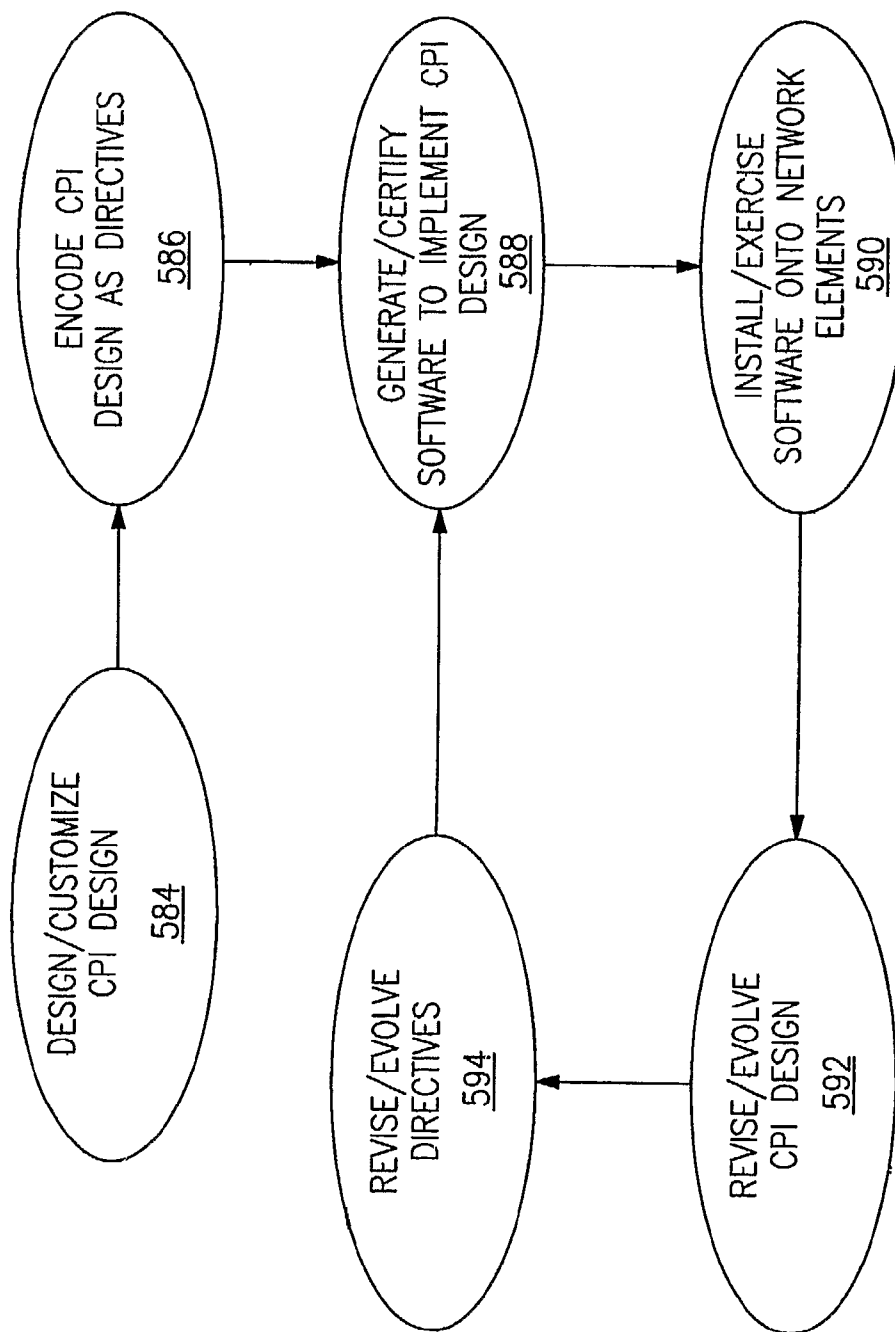 DESIGN/CUSTOMIZE
CPI DESIGN
584
ENCODE CPI
DESIGN AS DIRECTIVES
586
REVISE/EVOLVE
DIRECTIVES
594
GENERATE/CERTIFY
SOFTWARE TO IMPLEMENT CPI
DESIGN
588
REVISE/EVOLVE
CPI DESIGN
592
INSTALL/EXERCISE
SOFTWARE ONTO NETWORK
ELEMENTS
590